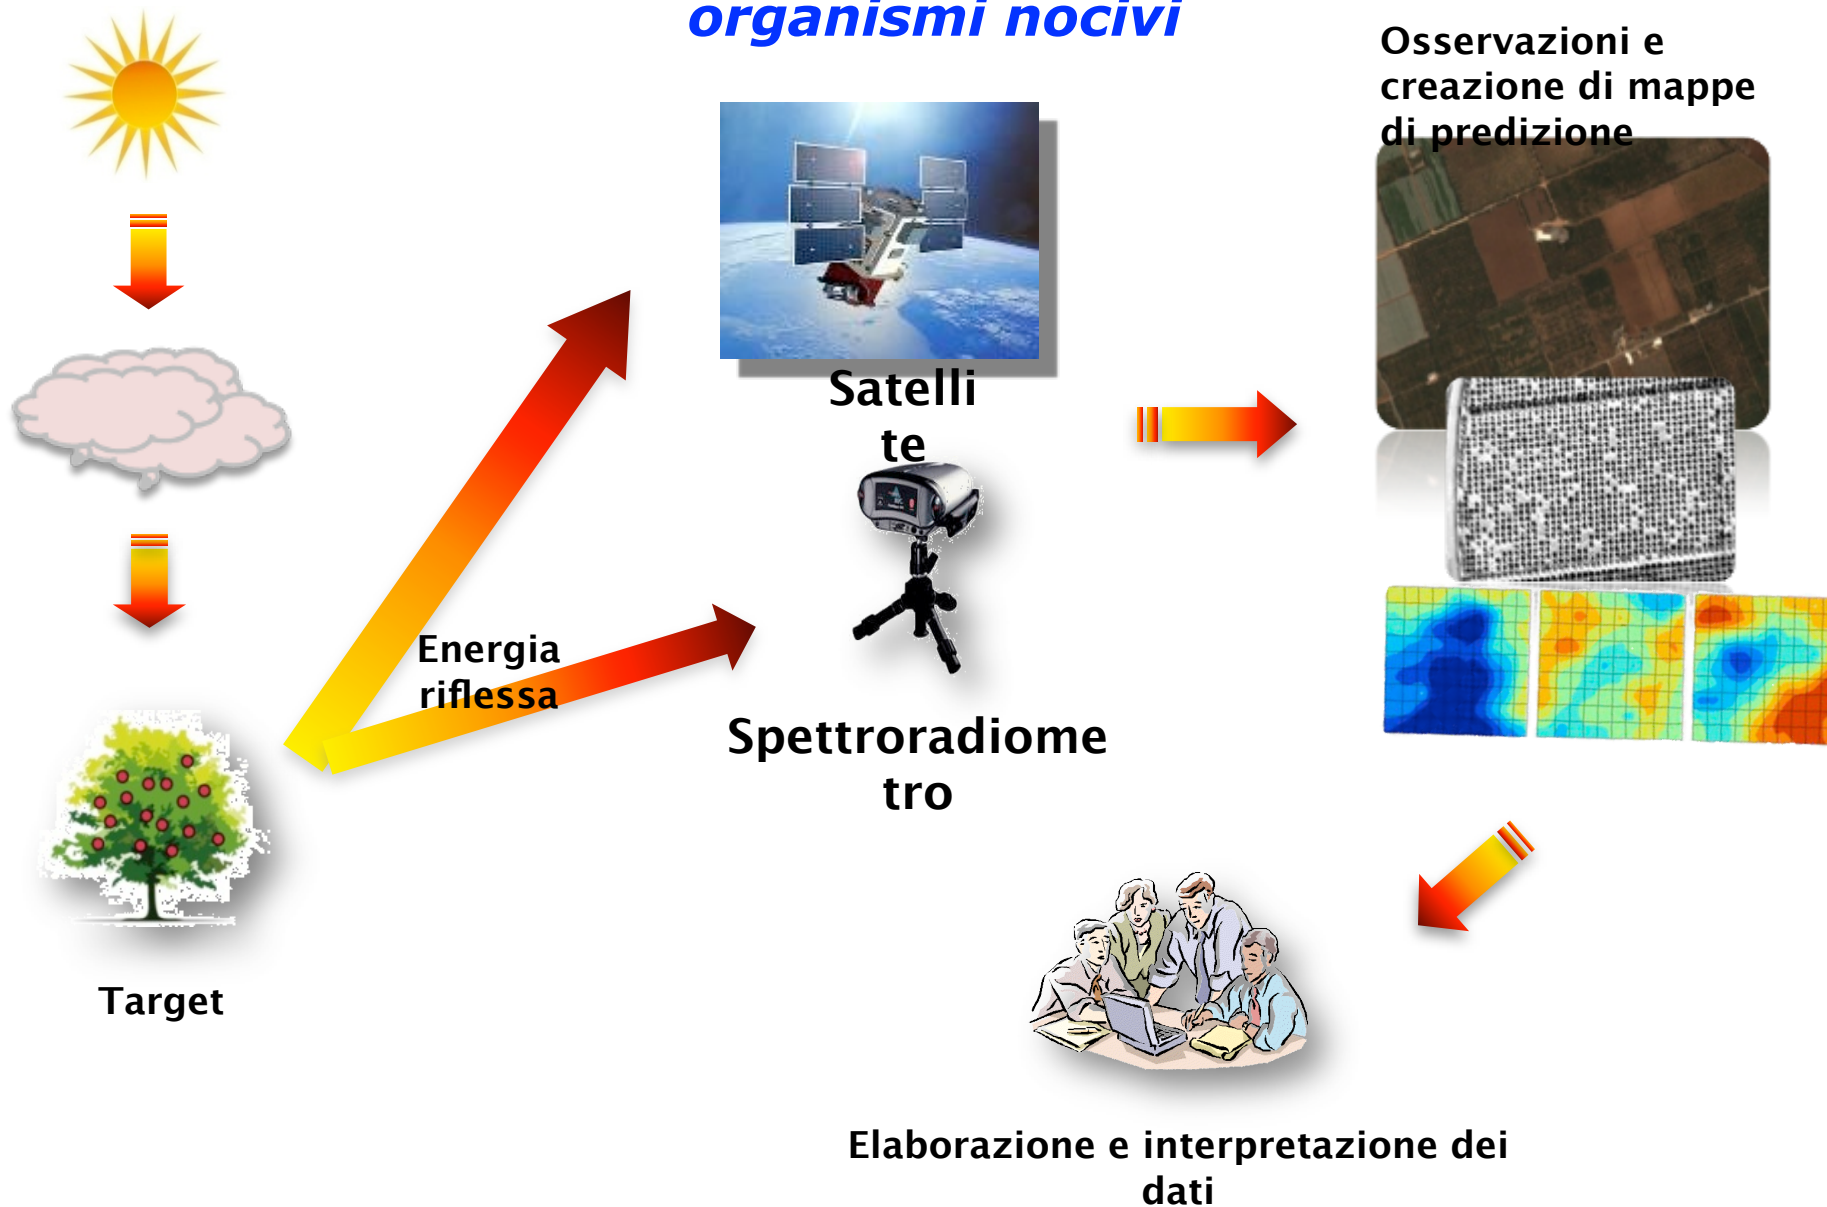 organismi nocivi
Osservazioni e
creazione di mappe
di predizione
Satelli
te
Energia
riflessa
Spettroradiome
tro
Target
Elaborazione e interpretazione dei
dati